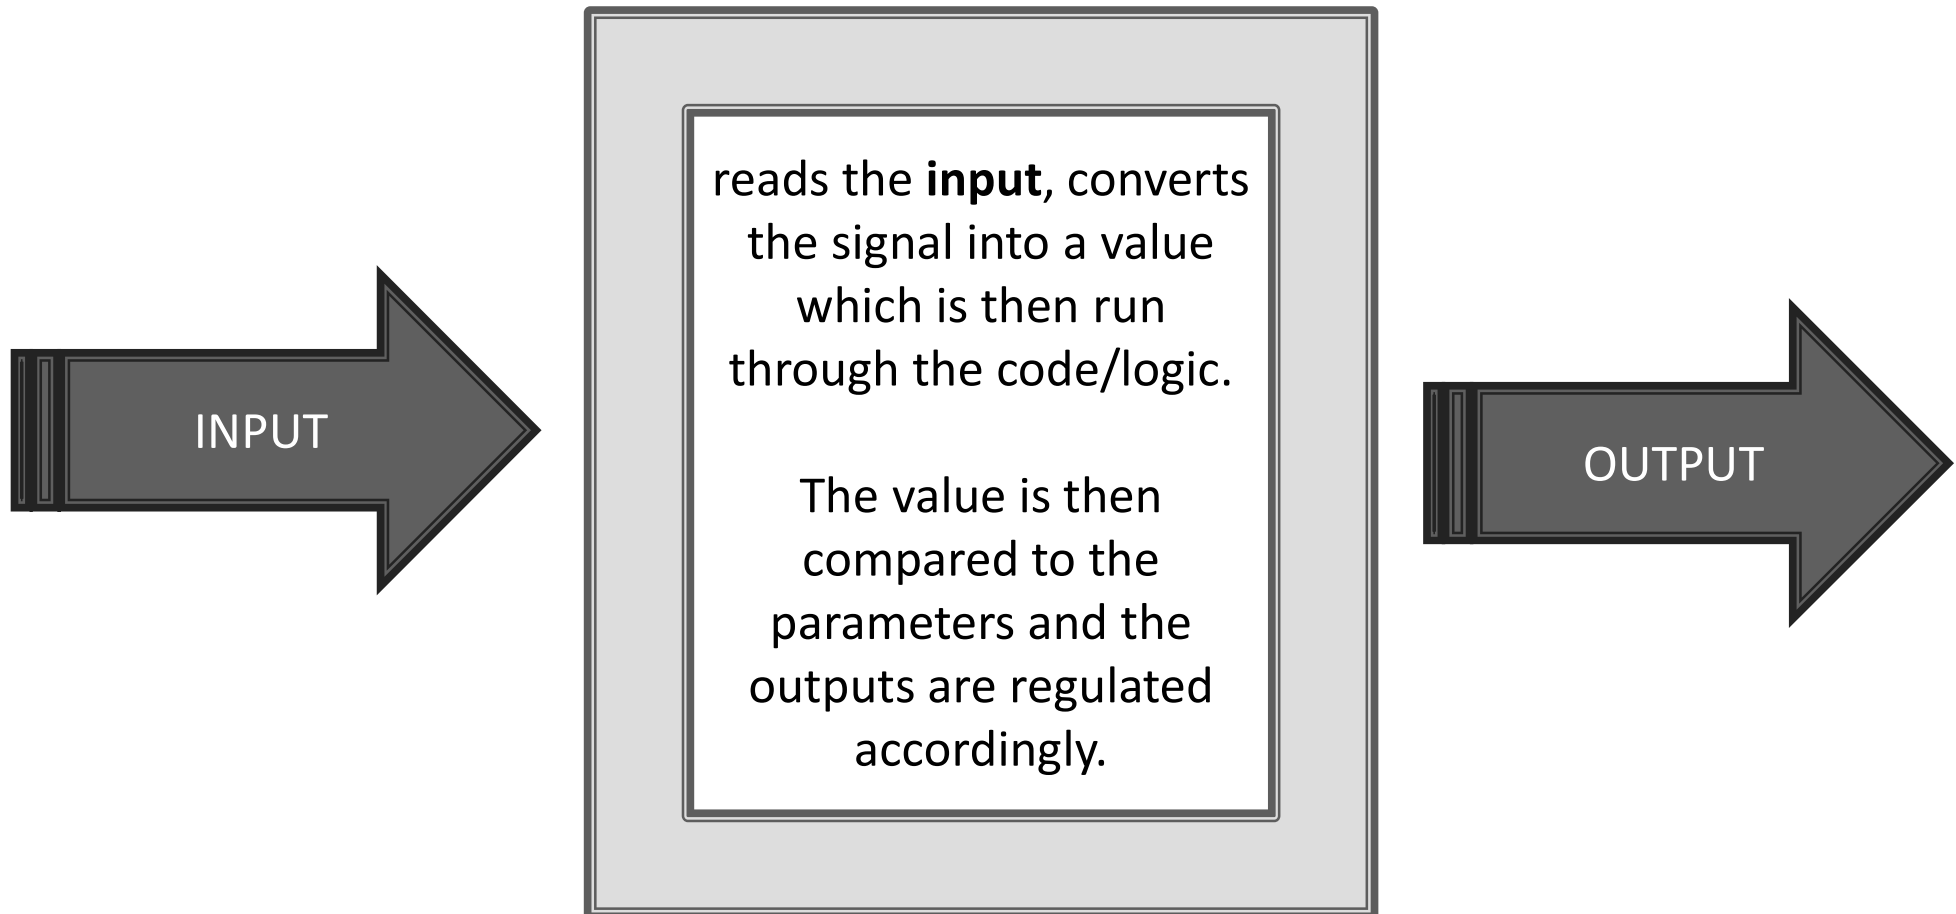 INPUT
reads the input, converts
the signal into a value
which is then run
through the code/logic.
The value is then
compared to the
parameters and the
outputs are regulated
accordingly.
OUTPUT